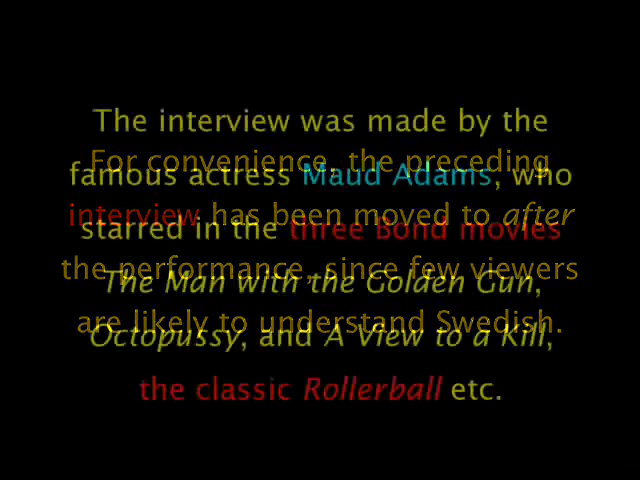 The interview was made by the
For convenience, the preceding
famous actress Maud Adams, who
interview has been moved to after
starred in the three Bond movies
the performance, since few viewers
The Man with the Golden Gun,
are likely to understand Swedish.
Octopussy, and A View to a Kill,
the classic Rollerball etc.